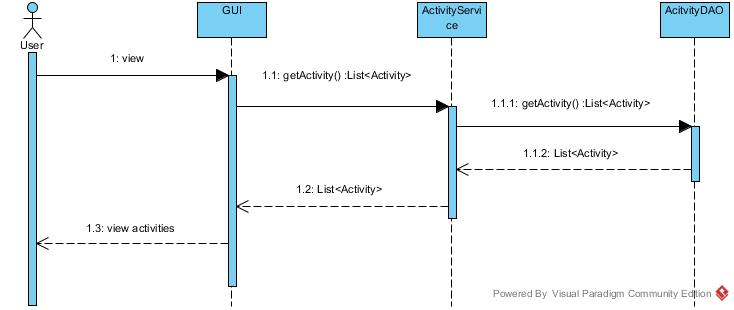 GUI
ActivityServi
ce
AcitvityDAO
User
1: view
1.1: getActivity() :List<Activity>
1.1.1: getActivity() :List<Activity>
1.1.2: List<Activity>
1.2: List<Activity>
1.3: view activities
Powered By Visual Paradigm Community Edition